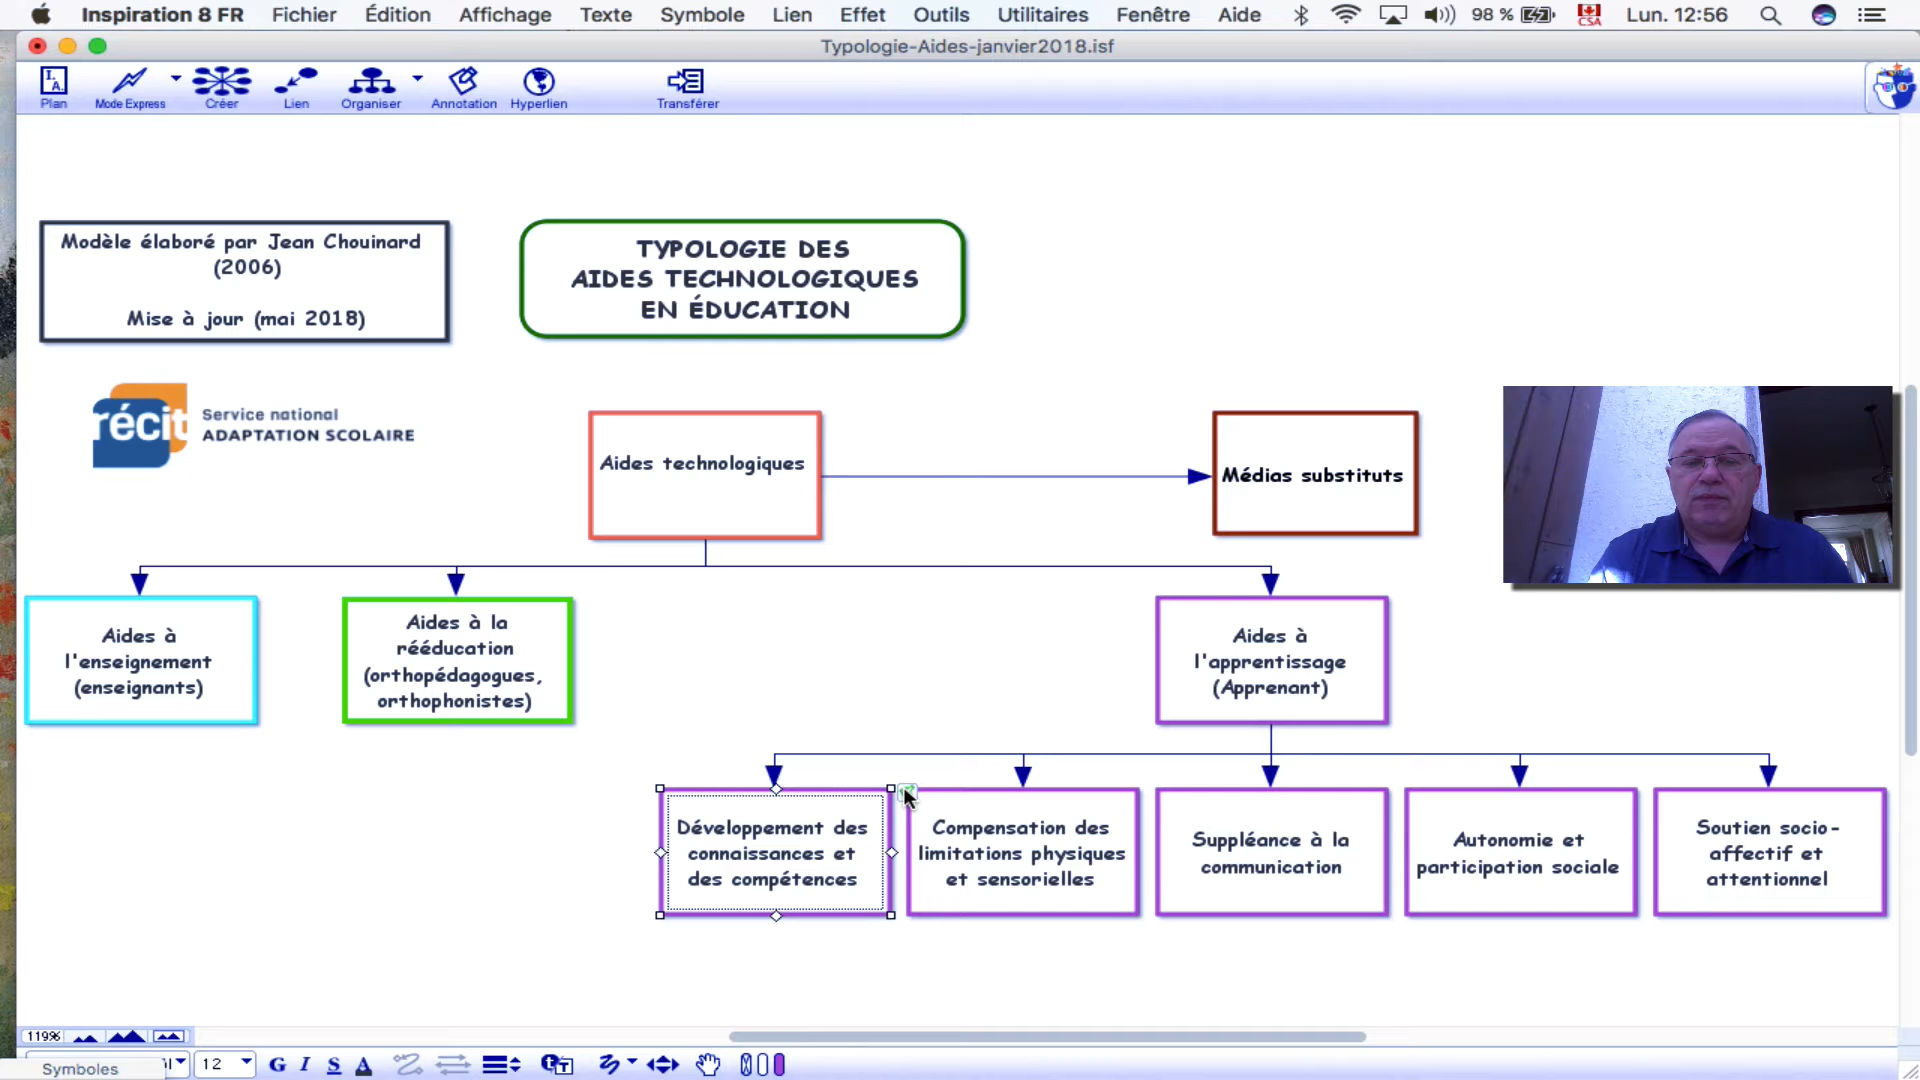 Inspiration 8 FR Fichier Édition Affichage Texte Symbole Lien Effet Outils Utilitaires Fenêtre Aide 98 % CSA Lun. 12:56
Typologie-Aides-janvier2018.isf
Plan Mode Express Créer Lien Organiser Annotation Hyperlien Transférer
Modèle élaboré par Jean Chouinard
(2006)
Mise à jour (mai 2018)
TYPOLOGIE DES
AIDES TECHNOLOGIQUES
EN ÉDUCATION
récit
Service national
ADAPTATION SCOLAIRE
Aides technologiques
Médias substituts
Aides à
l'enseignement
(enseignants)
Aides à la
rééducation
(orthopédagogues,
orthophonistes)
Aides à
l'apprentissage
(Apprenant)
Développement des
connaissances et
des compétences
Compensation des
limitations physiques
et sensorielles
Suppléance à la
communication
Autonomie et
participation sociale
Soutien socio-
affectif et
attentionnel
119%
12 G I S A
Symboles